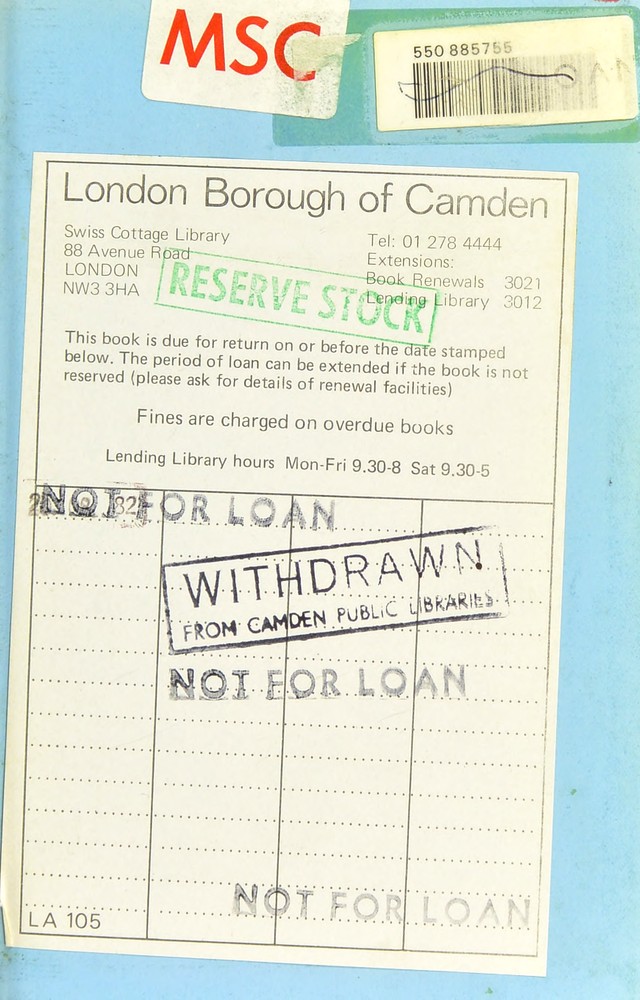 MSC
550 885755
London Borough of Camden
Swiss Cottage Library
88 Avenue Road
LONDON
NW3 3HA
Tel: 01 278 4444
Extensions:
Book Renewals 3021
Lending Library 3012
RESERVE STOCK
This book is due for return on or before the date stamped
below. The period of loan can be extended if the book is not
reserved (please ask for details of renewal facilities)
Fines are charged on overdue books
Lending Library hours Mon-Fri 9.30-8 Sat 9.30-5
NOT FOR LOAN
WITHDRAWN
FROM CAMDEN PUBLIC LIBRARIES
NOT FOR LOAN
NOT FOR LOAN
LA 105